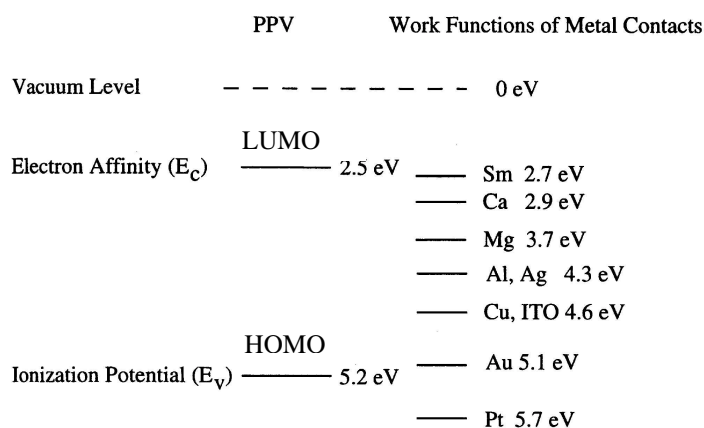 PPV Work Functions of Metal Contacts
Vacuum Level 0 eV
LUMO
Electron Affinity (Ec) 2.5 eV
Sm 2.7 eV
Ca 2.9 eV
Mg 3.7 eV
Al, Ag 4.3 eV
Cu, ITO 4.6 eV
HOMO
Au 5.1 eV
Ionization Potential (Ev) 5.2 eV
Pt 5.7 eV